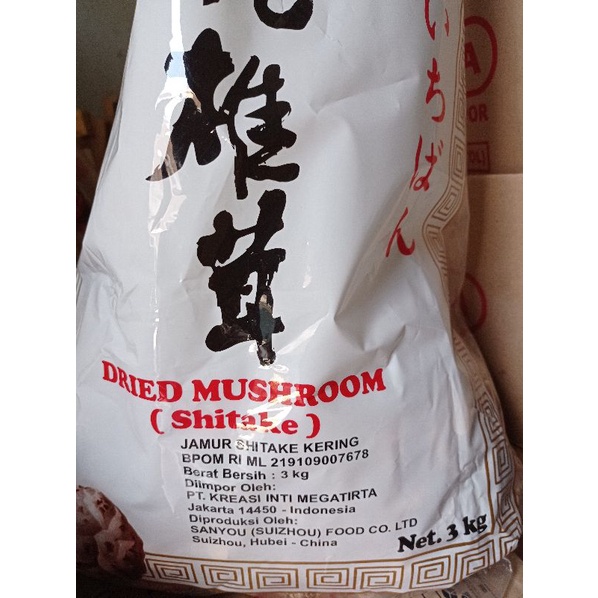 椎
茸
いちばん
DRIED MUSHROOM
( Shitake )
JAMUR SHITAKE KERING
BPOM RI ML 219109007678
Berat Bersih : 3 kg
Diimpor Oleh:
PT. KREASI INTI MEGATIRTA
Jakarta 14450 - Indonesia
Diproduksi Oleh:
SANYOU (SUIZHOU) FOOD CO. LTD
Suizhou, Hubei - China
Net. 3 kg